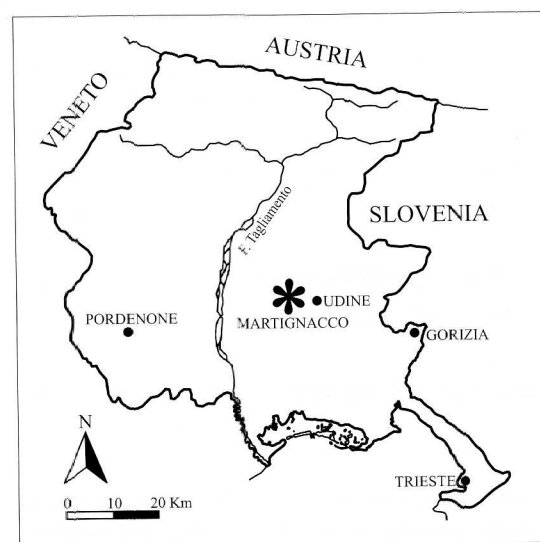 AUSTRIA
VENETO
F. Tagliamento
SLOVENIA
UDINE
MARTIGNACCO
PORDENONE
GORIZIA
N
TRIESTE
0 10 20 Km